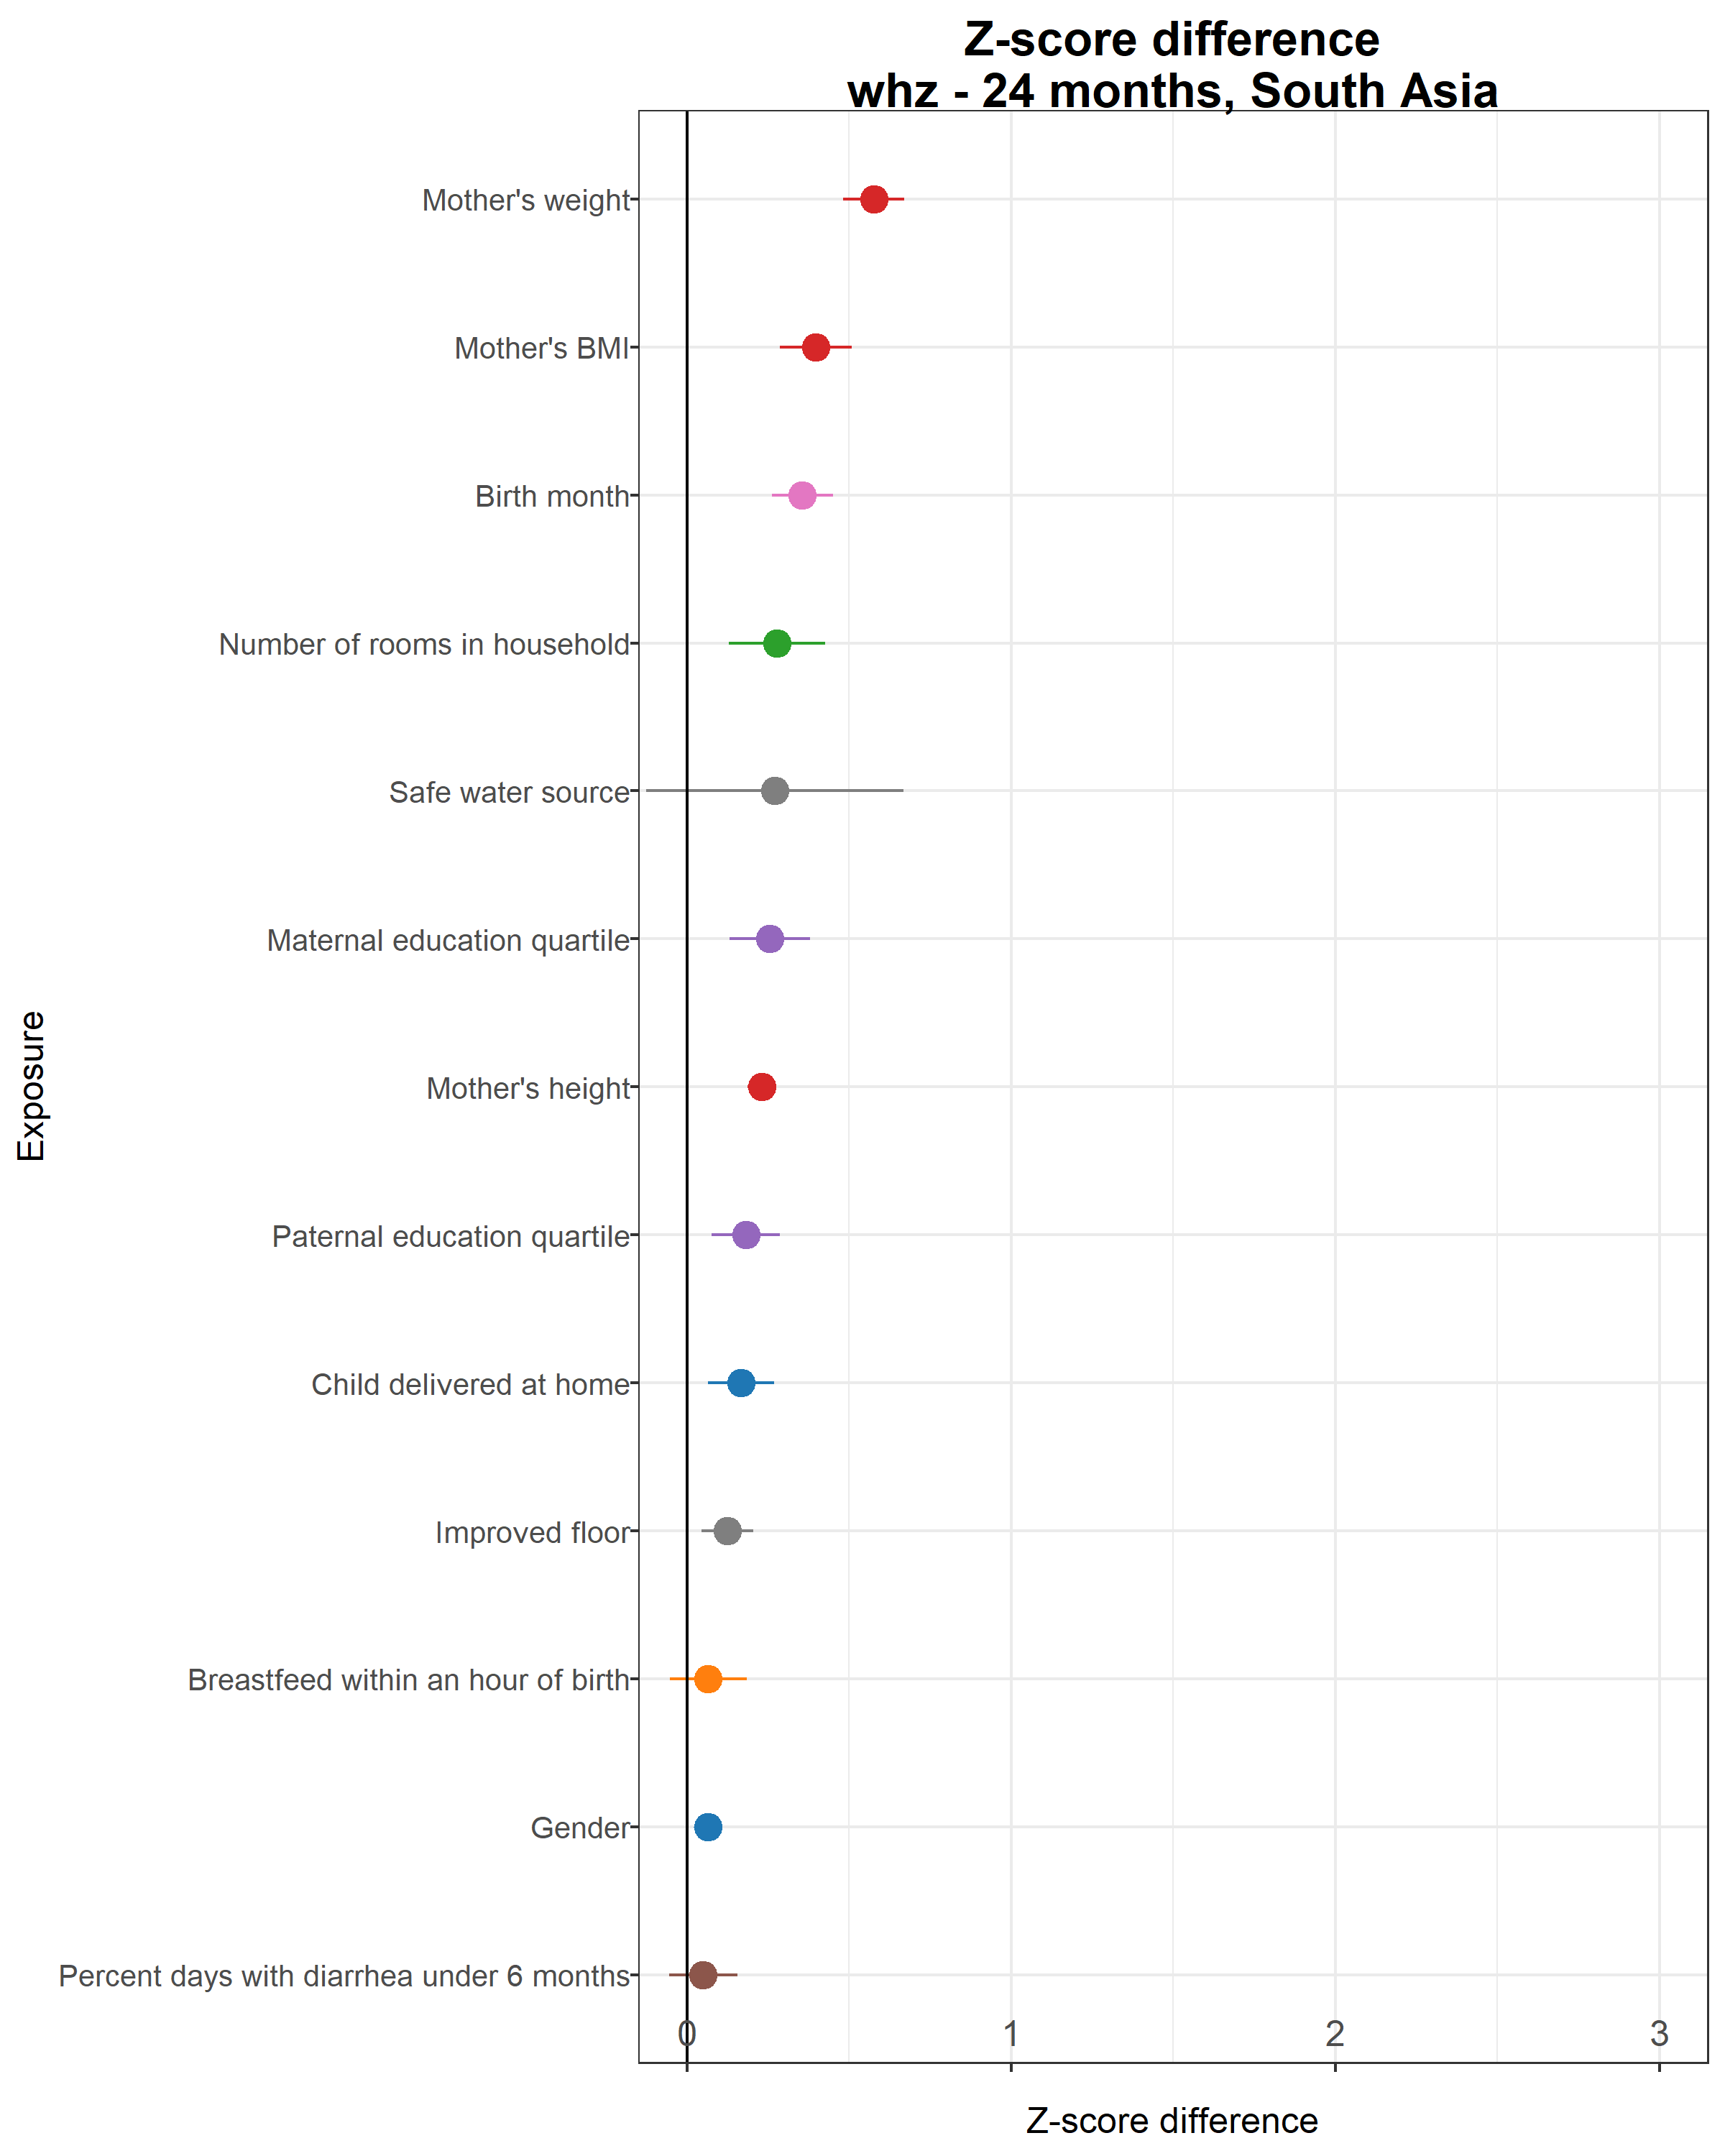 Z-score difference
whz - 24 months, South Asia
Mother's weight
Mother's BMI
Birth month
Number of rooms in household
Safe water source
Maternal education quartile
Mother's height
Paternal education quartile
Child delivered at home
Improved floor
Breastfeed within an hour of birth
Gender
Percent days with diarrhea under 6 months
Exposure
0 1 2 3
Z-score difference